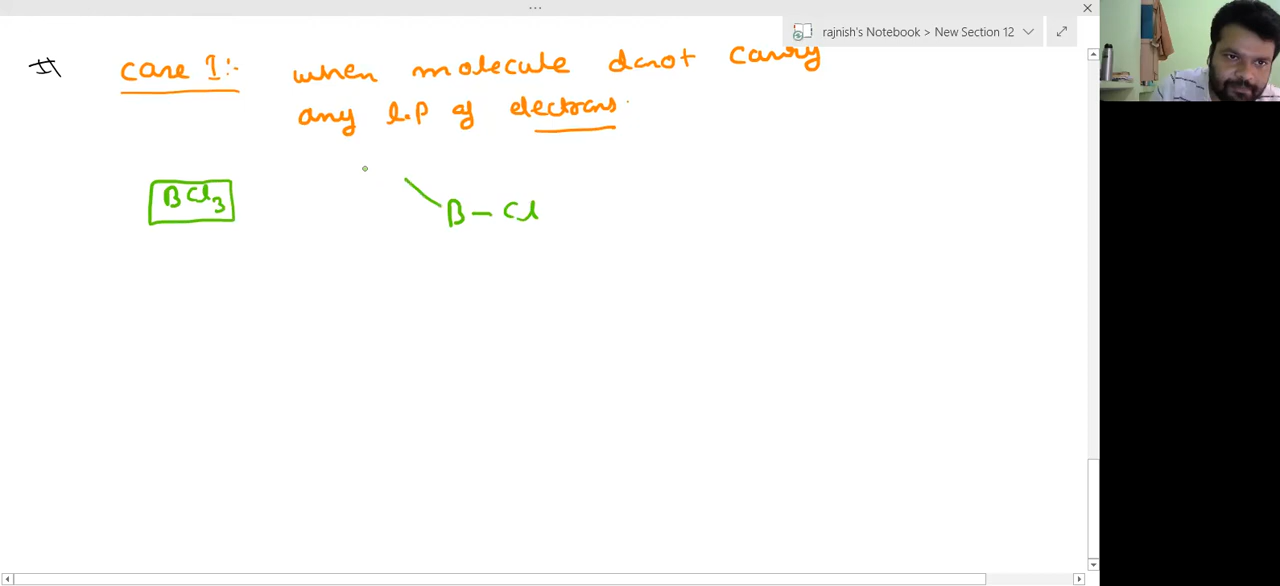 rajnish's Notebook > New Section 12
# Case I:- when molecule donot carry
any l.p of electrons.
BCl3
B - Cl